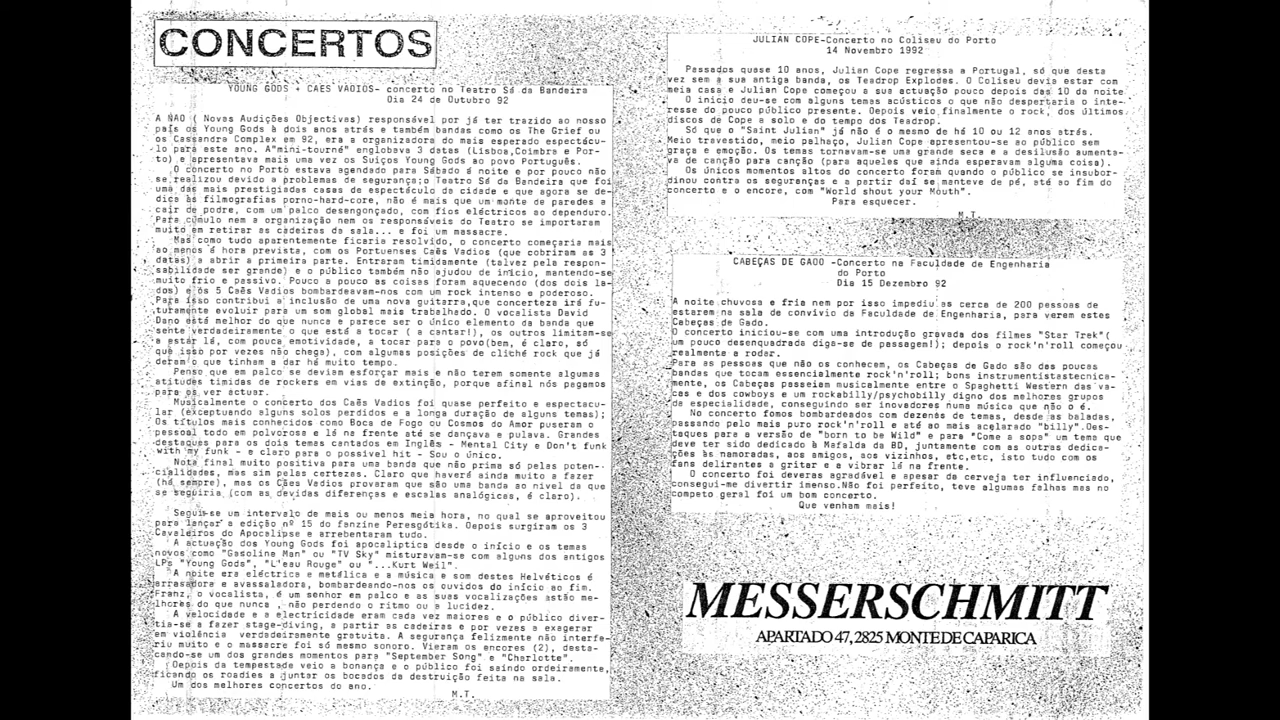 CONCERTOS
YOUNG GODS + CAES VADIOS- concerto no Teatro Sá da Bandeira
Dia 24 de Outubro 92
A NAO ( Novas Audições Objectivas) responsável por já ter trazido ao nosso
país os Young Gods à dois anos atrás e também bandas como os The Grief ou
os Cassandra Complex em 92, era a organizadora do mais esperado espectácu-
lo para este ano. A"mini-tourné" englobava 3 datas (Lisboa,Coimbra e Por-
to) e apresentava mais uma vez os Suíços Young Gods ao povo Português.
O concerto no Porto estava agendado para Sábado á noite e por pouco não
se realizou devido a problemas de segurança;o Teatro Sá da Bandeira que foi
uma das mais prestigiadas casas de espectáculo da cidade e que agora se de-
dica às filmografias porno-hard-core, não é mais que um monte de paredes a
cair de podre, com um palco desengonçado, com fios eléctricos ao dependuro.
Para cúmulo nem a organização nem os responsáveis do Teatro se importaram
muito em retirar as cadeiras da sala... e foi um massacre.
Mas como tudo aparentemente ficaria resolvido, o concerto começaria mais
ao menos é hora prevista, com os Portuenses Caês Vadios (que cobriram as 3
datas) a abrir a primeira parte. Entraram timidamente (talvez pela respon-
sabilidade ser grande) e o público também não ajudou de início, mantendo-se
muito frio e passivo. Pouco a pouco as coisas foram aquecendo (dos dois la-
dos) e os 5 Caês Vadios bombardeavam-nos com um rock intenso e poderoso.
Para isso contribui a inclusão de uma nova guitarra,que concerteza irá fu-
turamente evoluir para um som global mais trabalhado. O vocalista David
Dano está melhor do que nunca e parece ser o único elemento da banda que
sente verdadeiramente o que está a tocar ( a cantar!), os outros limitam-se
a estar lá, com pouca emotividade, a tocar para o povo(bem, é claro, só
que isso por vezes não chega), com algumas posições de cliché rock que já
deram o que tinham a dar há muito tempo.
Penso que em palco se deviam esforçar mais e não terem somente algumas
atitudes timidas de rockers em vias de extinção, porque afinal nós pagamos
para os ver actuar.
Musicalmente o concerto dos Caês Vadios foi quase perfeito e espectacu-
lar (exceptuando alguns solos perdidos e a longa duração de alguns temas);
Os títulos mais conhecidos como Boca de Fogo ou Cosmos do Amor puseram o
pessoal todo em polvorosa e lé na frente até se dançava e pulava. Grandes
destaques para os dois temas cantados em Inglês - Mental City e Don't funk
with my funk - e claro para o possível hit - Sou o único.
Nota final muito positiva para uma banda que não prima só pelas poten-
cialidades, mas sim pelas certezas. Claro que haverá ainda muito a fazer
(há sempre), mas os Cães Vadios provaram que são uma banda ao nível da que
se seguiria (com as devidas diferenças e escalas analógicas, é claro).
Seguiu-se um intervalo de mais ou menos meia hora, no qual se aproveitou
para lançar a edição nº 15 do fanzine Peresgótika. Depois surgiram os 3
Cavaleiros do Apocalipse e arrebentaram tudo.
A actuação dos Young Gods foi apocaliptica desde o início e os temas
novos como "Gasoline Man" ou "TV Sky" misturavam-se com alguns dos antigos
LPs "Young Gods", "L'eau Rouge" ou "...Kurt Weil".
A noite era eléctrica e metálica e a música e som destes Helvéticos é
arrasadora e avassaladora, bombardeando-nos os ouvidos do início ao fim.
Franz, o vocalista, é um senhor em palco e as suas vocalizações astão me-
lhores do que nunca , não perdendo o ritmo ou a lucidez.
A velocidade e a electricidade eram cada vez maiores e o público diver-
tia-se a fazer stage-diving, a partir as cadeiras e por vezes a exagerar
em violência verdadeiramente gratuita. A segurança felizmente não interfe-
riu muito e o massacre foi só mesmo sonoro. Vieram os encores (2), desta-
cando-se um dos grandes momentos para "September Song" e "Charlotte".
Depois da tempestade veio a bonança e o público foi saindo ordeiramente,
ficando os roadies a juntar os bocados da destruição feita na sala.
Um dos melhores concertos do ano.
M.T.
JULIAN COPE-Concerto no Coliseu do Porto
14 Novembro 1992
Passados quase 10 anos, Julian Cope regressa a Portugal, só que desta
vez sem a sua antiga banda, os Teadrop Explodes. O Coliseu devia estar com
meia casa e Julian Cope começou a sua actuação pouco depois das 10 da noite
O início deu-se com alguns temas acústicos o que não despertaria o inte-
resse do pouco público presente. Depois veio finalmente o rock, dos últimos
discos de Cope a solo e do tempo dos Teadrop.
Só que o "Saint Julian" já não é o mesmo de há 10 ou 12 anos atrás.
Meio travestido, meio palhaço, Julian Cope apresentou-se ao público sem
graça e emoção. Os temas tornavam-se uma grande seca e a desilusão aumenta-
va de canção para canção (para aqueles que ainda esperavam alguma coisa).
Os únicos momentos altos do concerto foram quando o público se insubor-
dinou contra os seguranças e a partir daí se manteve de pé, até ao fim do
concerto e o encore, com "World shout your Mouth".
Para esquecer.
M.T.
CABEÇAS DE GADO -Concerto na Faculdade de Engenharia
do Porto
Dia 15 Dezembro 92
A noite chuvosa e fria nem por isso impediu as cerca de 200 pessoas de
estarem na sala de convívio da Faculdade de Engenharia, para verem estes
Cabeças de Gado.
O concerto iniciou-se com uma introdução gravada dos filmes "Star Trek"(
um pouco desenquadrada diga-se de passagem!); depois o rock'n'roll começou
realmente a rodar.
Para as pessoas que não os conhecem, os Cabeças de Gado são das poucas
bandas que tocam essencialmente rock'n'roll; bons instrumentistastecnica-
mente, os Cabeças passeiam musicalmente entre o Spaghetti Western das va-
cas e dos cowboys e um rockabilly/psychobilly digno dos melhores grupos
da especialidade, conseguindo ser inovadores numa música que não o é.
No concerto fomos bombardeados com dezenas de temas, desde as baladas,
passando pelo mais puro rock'n'roll e até ao mais acelarado "billy".Des-
taques para a versão de "born to be Wild" e para "Come a sopa" um tema que
deve ter sido dedicado à Mafalda da BD, juntamente com as outras dedica-
ções às namoradas, aos amigos, aos vizinhos, etc,etc, isto tudo com os
fans delirantes a gritar e a vibrar lá na frente.
O concerto foi deveras agradável e apesar da cerveja ter influenciado,
consegui-me divertir imenso.Não foi perfeito, teve algumas falhas mas no
competo geral foi um bom concerto.
Que venham mais!
MESSERSCHMITT
APARTADO 47, 2825 MONTE DE CAPARICA